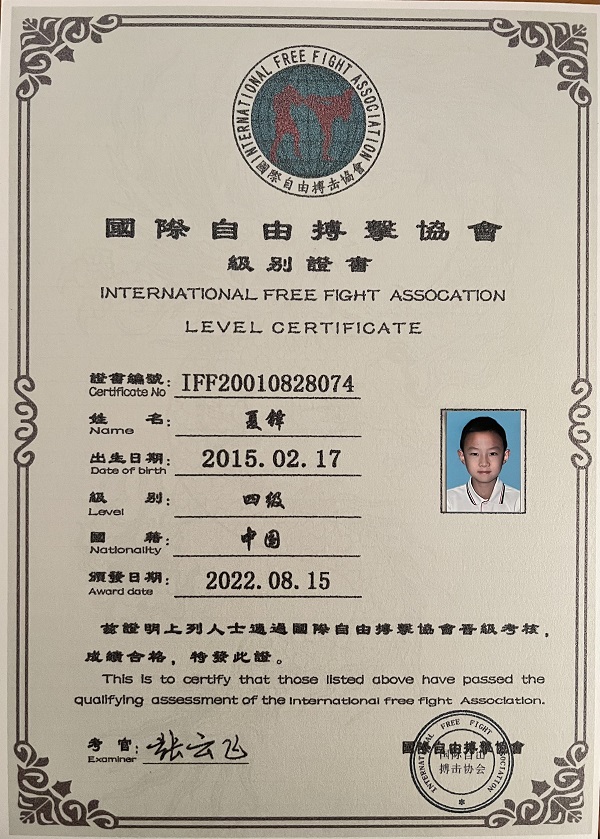 INTERNATIONAL FREE FIGHT ASSOCIATION
國際自由搏击協會
國際自由搏擊協會
級別證書
INTERNATIONAL FREE FIGHT ASSOCATION
LEVEL CERTIFICATE
證書編號: IFF20010828074
Certificate No
姓 名: 夏鐸
Name
出生日期: 2015.02.17
Date of birth
級 別: 四级
Level
國 籍: 中国
Nationality
頒發日期: 2022.08.15
Award date
兹證明上列人士通過國際自由搏擊協會晋級考核，
成績合格，特發此證。
This is to certify that those listed above have passed the
qualifying assessment of the International free fight Association.
考 官: 张云飞
Examiner
國際自由搏擊協會
INTERNATIONAL FREE FIGHT ASSOCIATION
国际自由
搏击协会